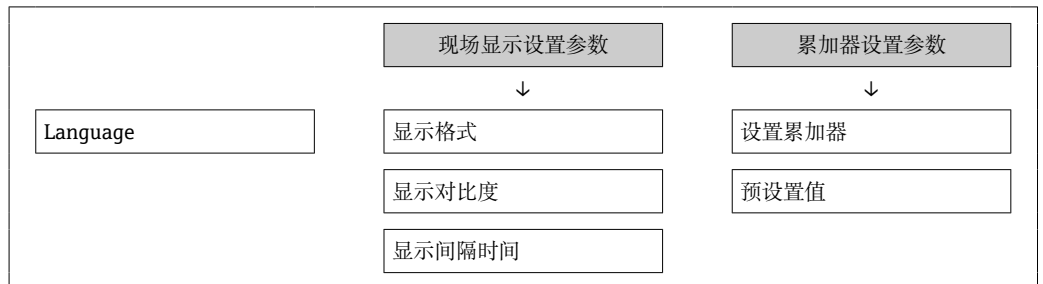 现场显示设置参数
累加器设置参数
↓
↓
Language
显示格式
设置累加器
显示对比度
预设置值
显示间隔时间